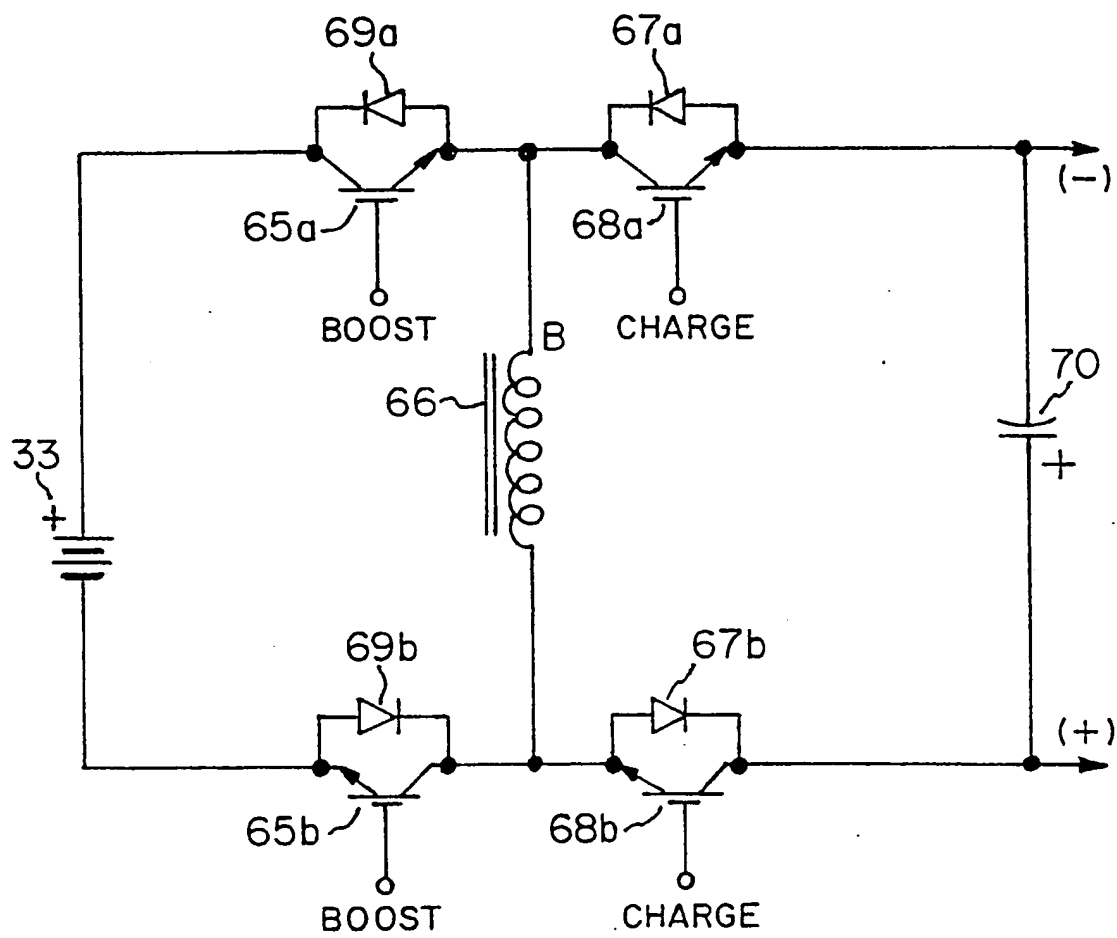 69a
67a
(-)
65a
68a
BOOST
CHARGE
B
70
66
33
+
+
69b
67b
(+)
65b
68b
BOOST
CHARGE